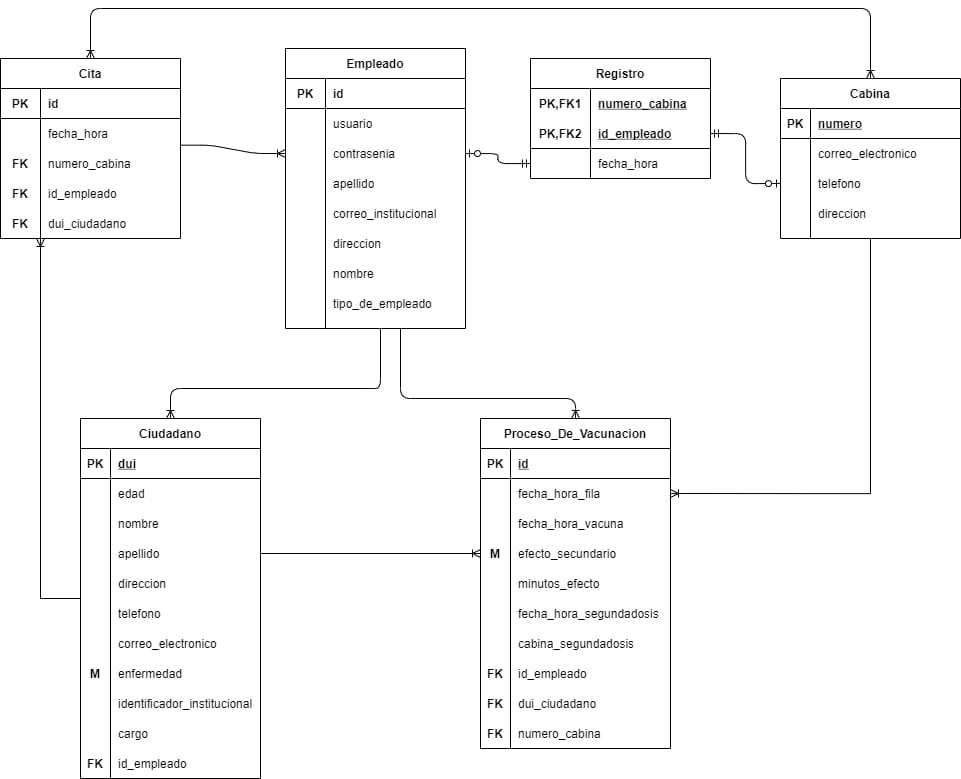 Cita
PK id
fecha_hora
FK numero_cabina
FK id_empleado
FK dui_ciudadano
Empleado
PK id
usuario
contrasenia
apellido
correo_institucional
direccion
nombre
tipo_de_empleado
Registro
PK,FK1 numero_cabina
PK,FK2 id_empleado
fecha_hora
Cabina
PK numero
correo_electronico
telefono
direccion
Ciudadano
PK dui
edad
nombre
apellido
direccion
telefono
correo_electronico
M enfermedad
identificador_institucional
cargo
FK id_empleado
Proceso_De_Vacunacion
PK id
fecha_hora_fila
fecha_hora_vacuna
M efecto_secundario
minutos_efecto
fecha_hora_segundadosis
cabina_segundadosis
FK id_empleado
FK dui_ciudadano
FK numero_cabina